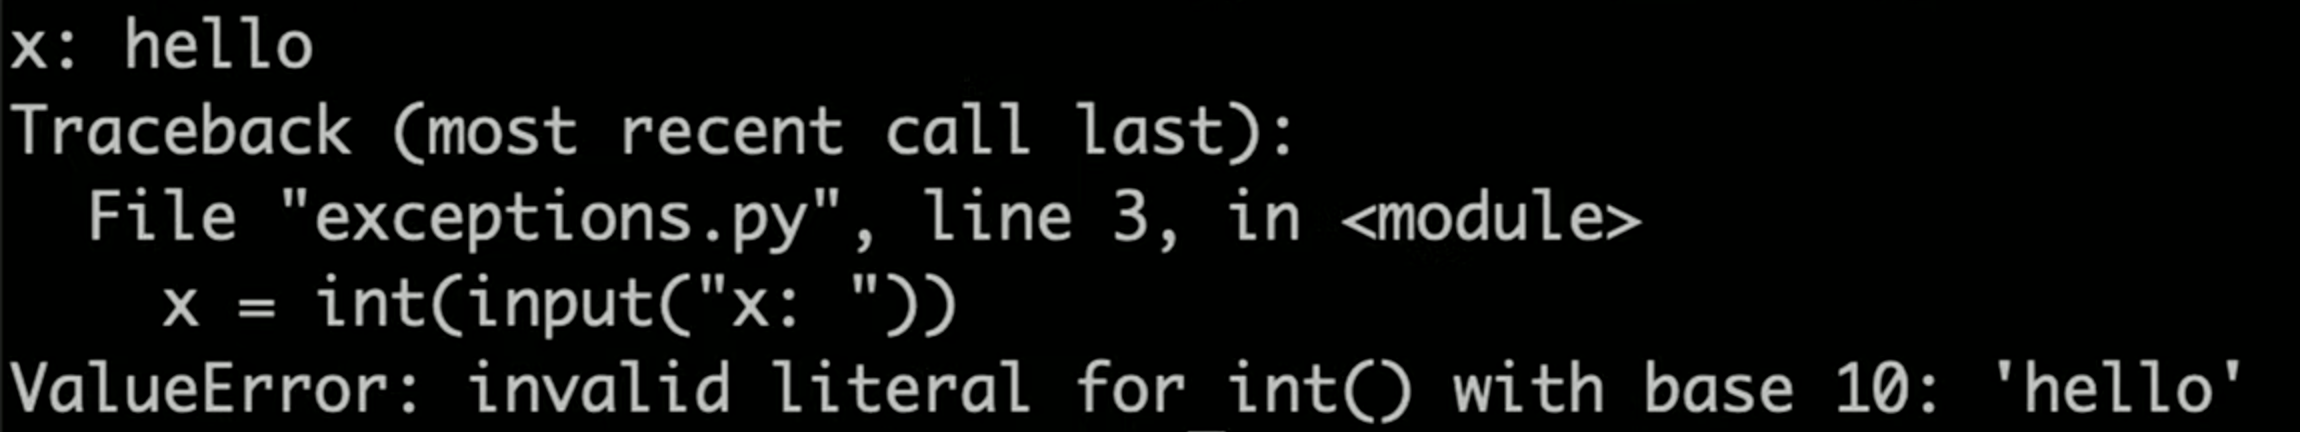 x: hello
Traceback (most recent call last):
  File "exceptions.py", line 3, in <module>
    x = int(input("x: "))
ValueError: invalid literal for int() with base 10: 'hello'